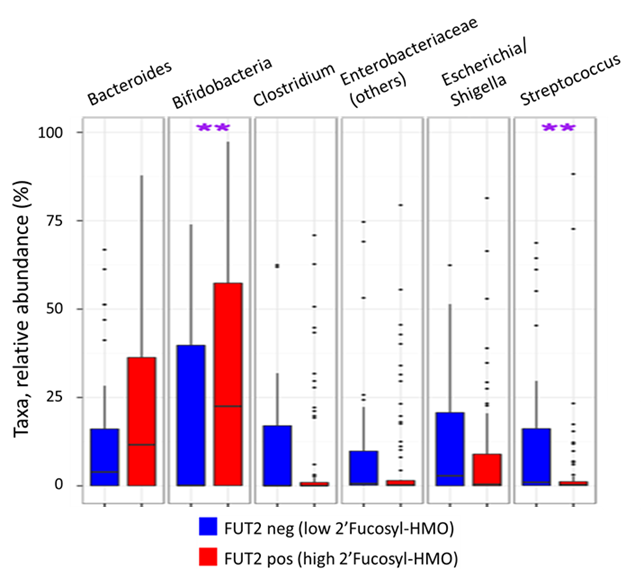 Bacteroides
Bifidobacteria
Clostridium
Enterobacteriaceae
(others)
Escherichia/
Shigella
Streptococcus
**
**
100
75
50
25
0
Taxa, relative abundance (%)
FUT2 neg (low 2’Fucosyl-HMO)
FUT2 pos (high 2’Fucosyl-HMO)